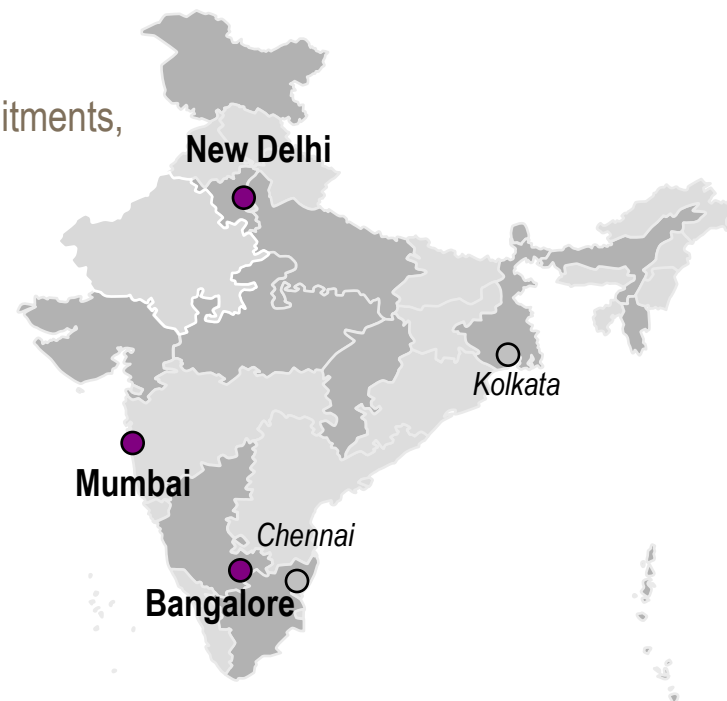 itments,
New Delhi
Kolkata
Mumbai
Chennai
Bangalore